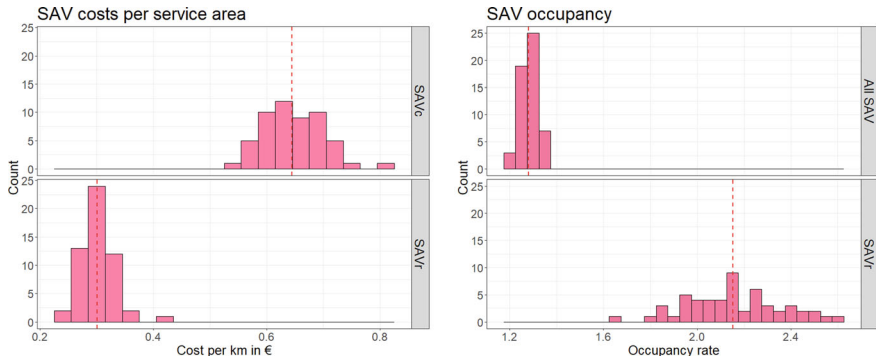 SAV costs per service area
25
20
15
10
5
0
SAVc
Count
25
20
15
10
5
0
SAVr
0.2 0.4 0.6 0.8
Cost per km in €
SAV occupancy
25
20
15
10
5
0
All SAV
Count
25
20
15
10
5
0
SAVr
1.2 1.6 2.0 2.4
Occupancy rate